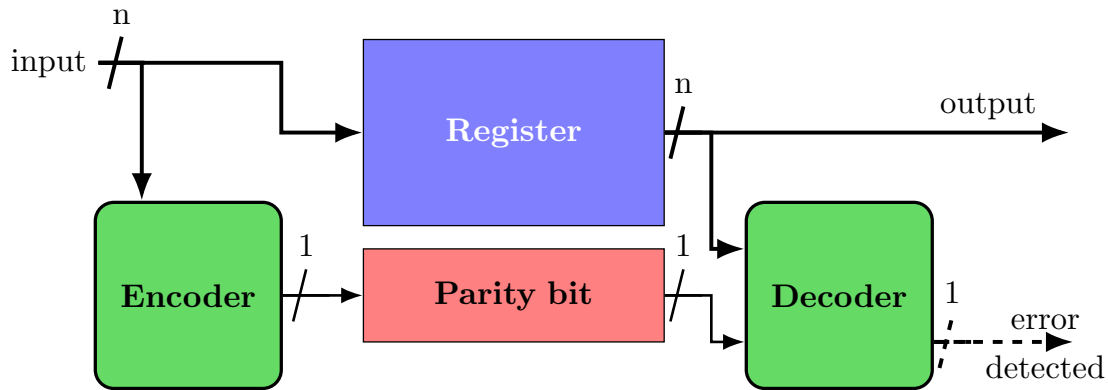 n
input
Register
n
output
Encoder
1
Parity bit
1
Decoder
1
error
detected